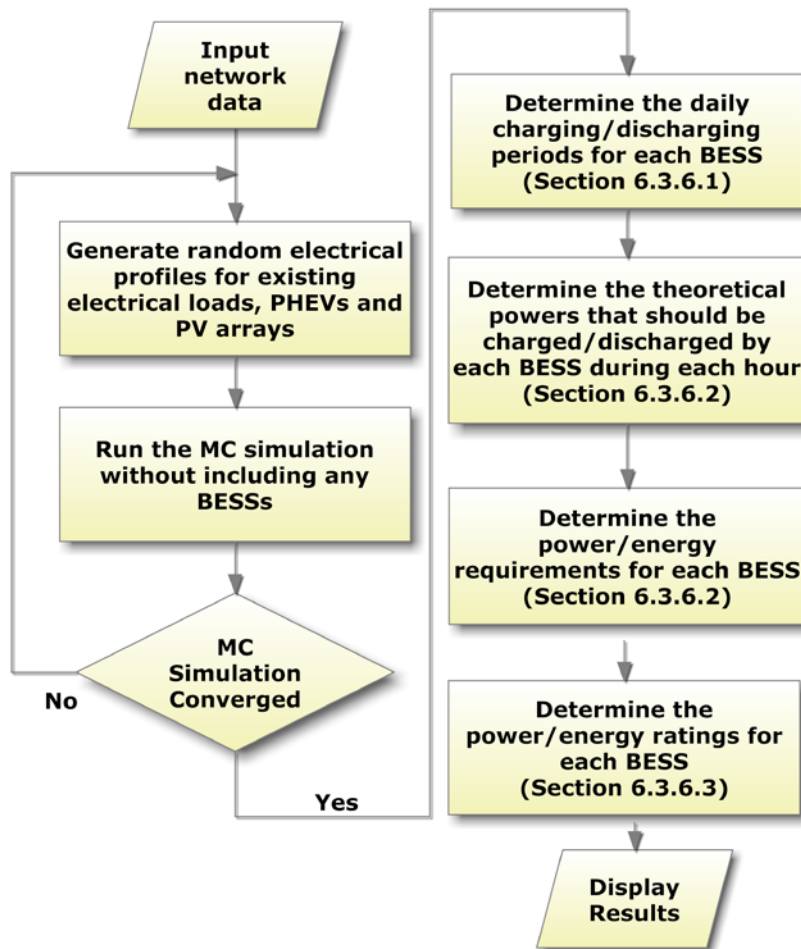 Input
network
data
Generate random electrical
profiles for existing
electrical loads, PHEVs and
PV arrays
Run the MC simulation
without including any
BESSs
MC
Simulation
Converged
No
Yes
Determine the daily
charging/discharging
periods for each BESS
(Section 6.3.6.1)
Determine the theoretical
powers that should be
charged/discharged by
each BESS during each hour
(Section 6.3.6.2)
Determine the
power/energy
requirements for each BESS
(Section 6.3.6.2)
Determine the
power/energy ratings for
each BESS
(Section 6.3.6.3)
Display
Results